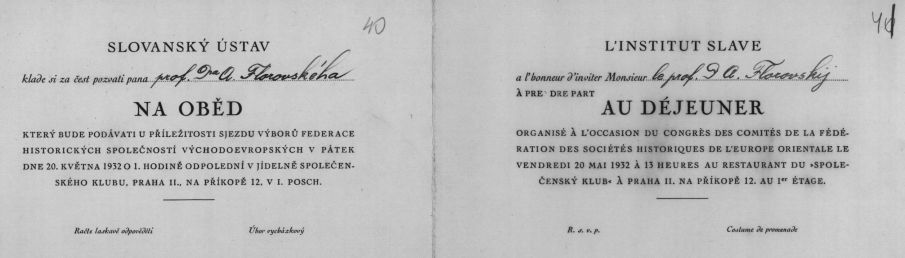 40
SLOVANSKÝ ÚSTAV
klade si za čest pozvati pana prof. Dra A. Florovského
NA OBĚD
KTERÝ BUDE PODÁVATI U PŘÍLEŽITOSTI SJEZDU VÝBORŮ FEDERACE
HISTORICKÝCH SPOLEČNOSTÍ VÝCHODOEVROPSKÝCH V PÁTEK
DNE 20. KVĚTNA 1932 O 1. HODINĚ ODPOLEDNÍ V JÍDELNĚ SPOLEČEN-
SKÉHO KLUBU, PRAHA II., NA PŘÍKOPĚ 12, V I. POSCH.
Račte laskavě odpověděti
Úbor vycházkový
L'INSTITUT SLAVE
a l'honneur d'inviter Monsieur le prof. D A. Florovskij
À PRE DRE PART
AU DÉJEUNER
ORGANISÉ À L'OCCASION DU CONGRÈS DES COMITÉS DE LA FÉDÉ-
RATION DES SOCIÉTÉS HISTORIQUES DE L'EUROPE ORIENTALE LE
VENDREDI 20 MAI 1932 À 13 HEURES AU RESTAURANT DU »SPOLE-
ČENSKÝ KLUB« À PRAHA II. NA PŘÍKOPĚ 12. AU 1er ÉTAGE.
R. s. v. p.
Costume de promenade